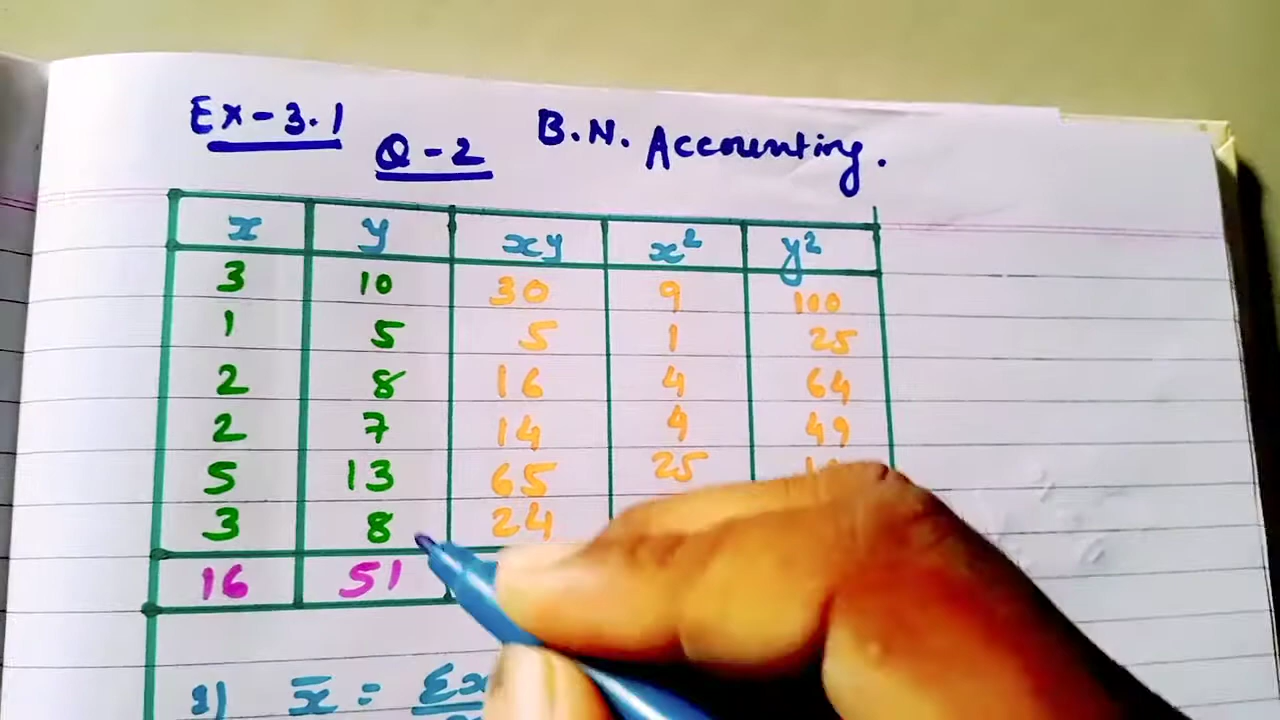 Ex-3.1
Q-2
B.N. Accounting.
x y xy x² y²
3 10 30 9 100
1 5 5 1 25
2 8 16 4 64
2 7 14 4 49
5 13 65 25
3 8 24
16 51
x̄ = Σx